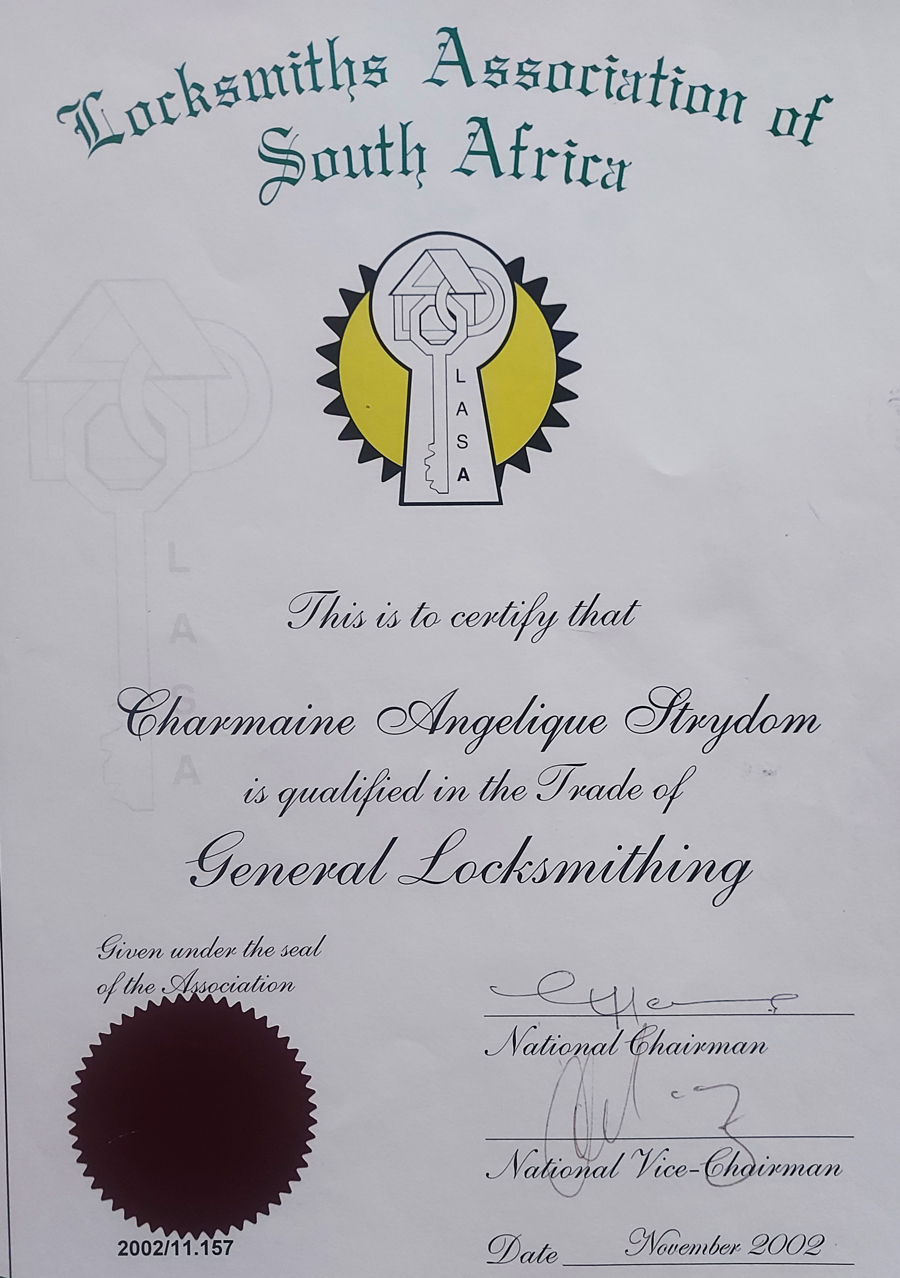 Locksmiths Association of
South Africa
L
A
S
A
L
A
S
A
This is to certify that
Charmaine Angelique Strydom
is qualified in the Trade of
General Locksmithing
Given under the seal
of the Association
National Chairman
National Vice-Chairman
2002/11.157
Date November 2002